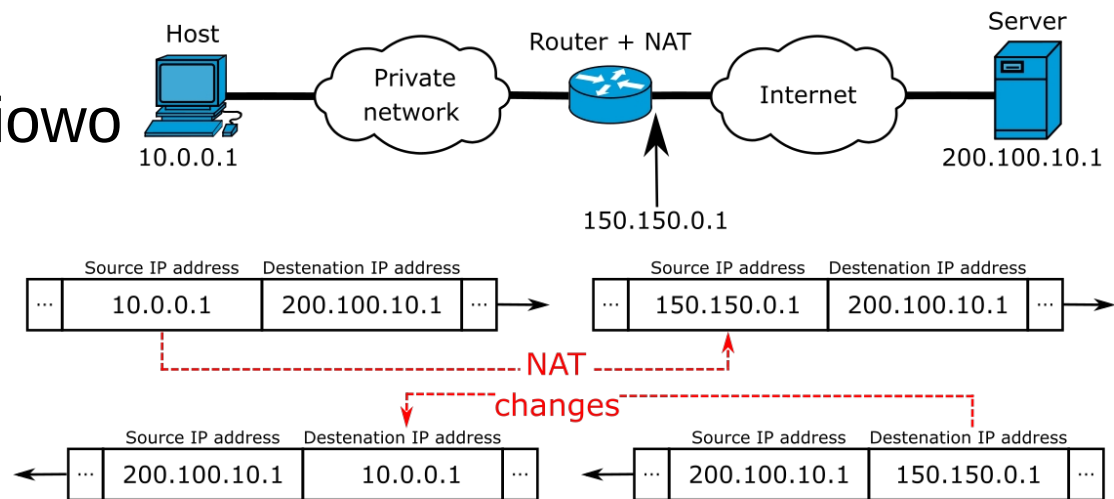 Host
Router + NAT
Server
Private
network
Internet
iowo
10.0.0.1
200.100.10.1
150.150.0.1
Source IP address Destenation IP address
... 10.0.0.1 200.100.10.1 ...
Source IP address Destenation IP address
... 150.150.0.1 200.100.10.1 ...
NAT
changes
Source IP address Destenation IP address
... 200.100.10.1 10.0.0.1 ...
Source IP address Destenation IP address
... 200.100.10.1 150.150.0.1 ...